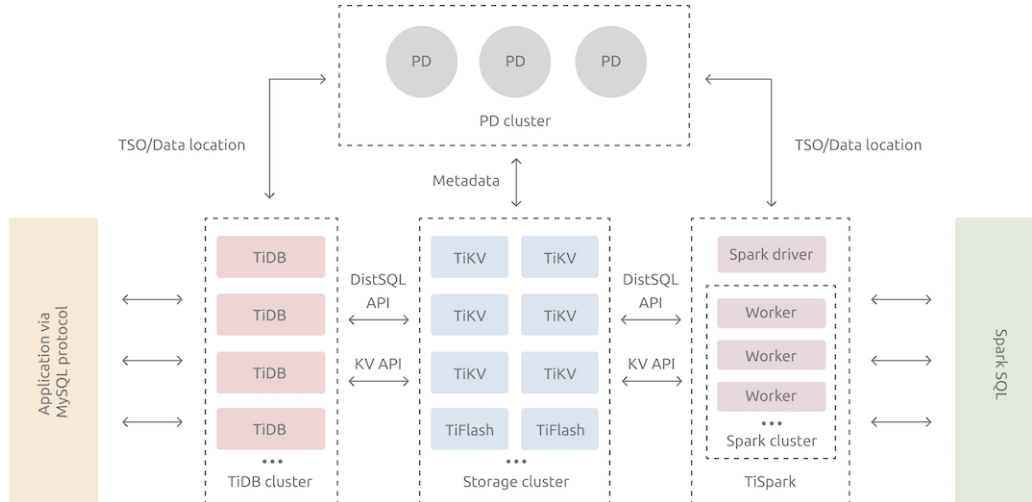 PD
PD
PD
PD cluster
TSO/Data location
TSO/Data location
Metadata
Application via
MySQL protocol
TiDB
TiDB
TiDB
TiDB
...
TiDB cluster
DistSQL
API
KV API
TiKV
TiKV
TiKV
TiKV
TiKV
TiKV
TiFlash
TiFlash
...
Storage cluster
DistSQL
API
KV API
Spark driver
Worker
Worker
Worker
...
Spark cluster
TiSpark
Spark SQL